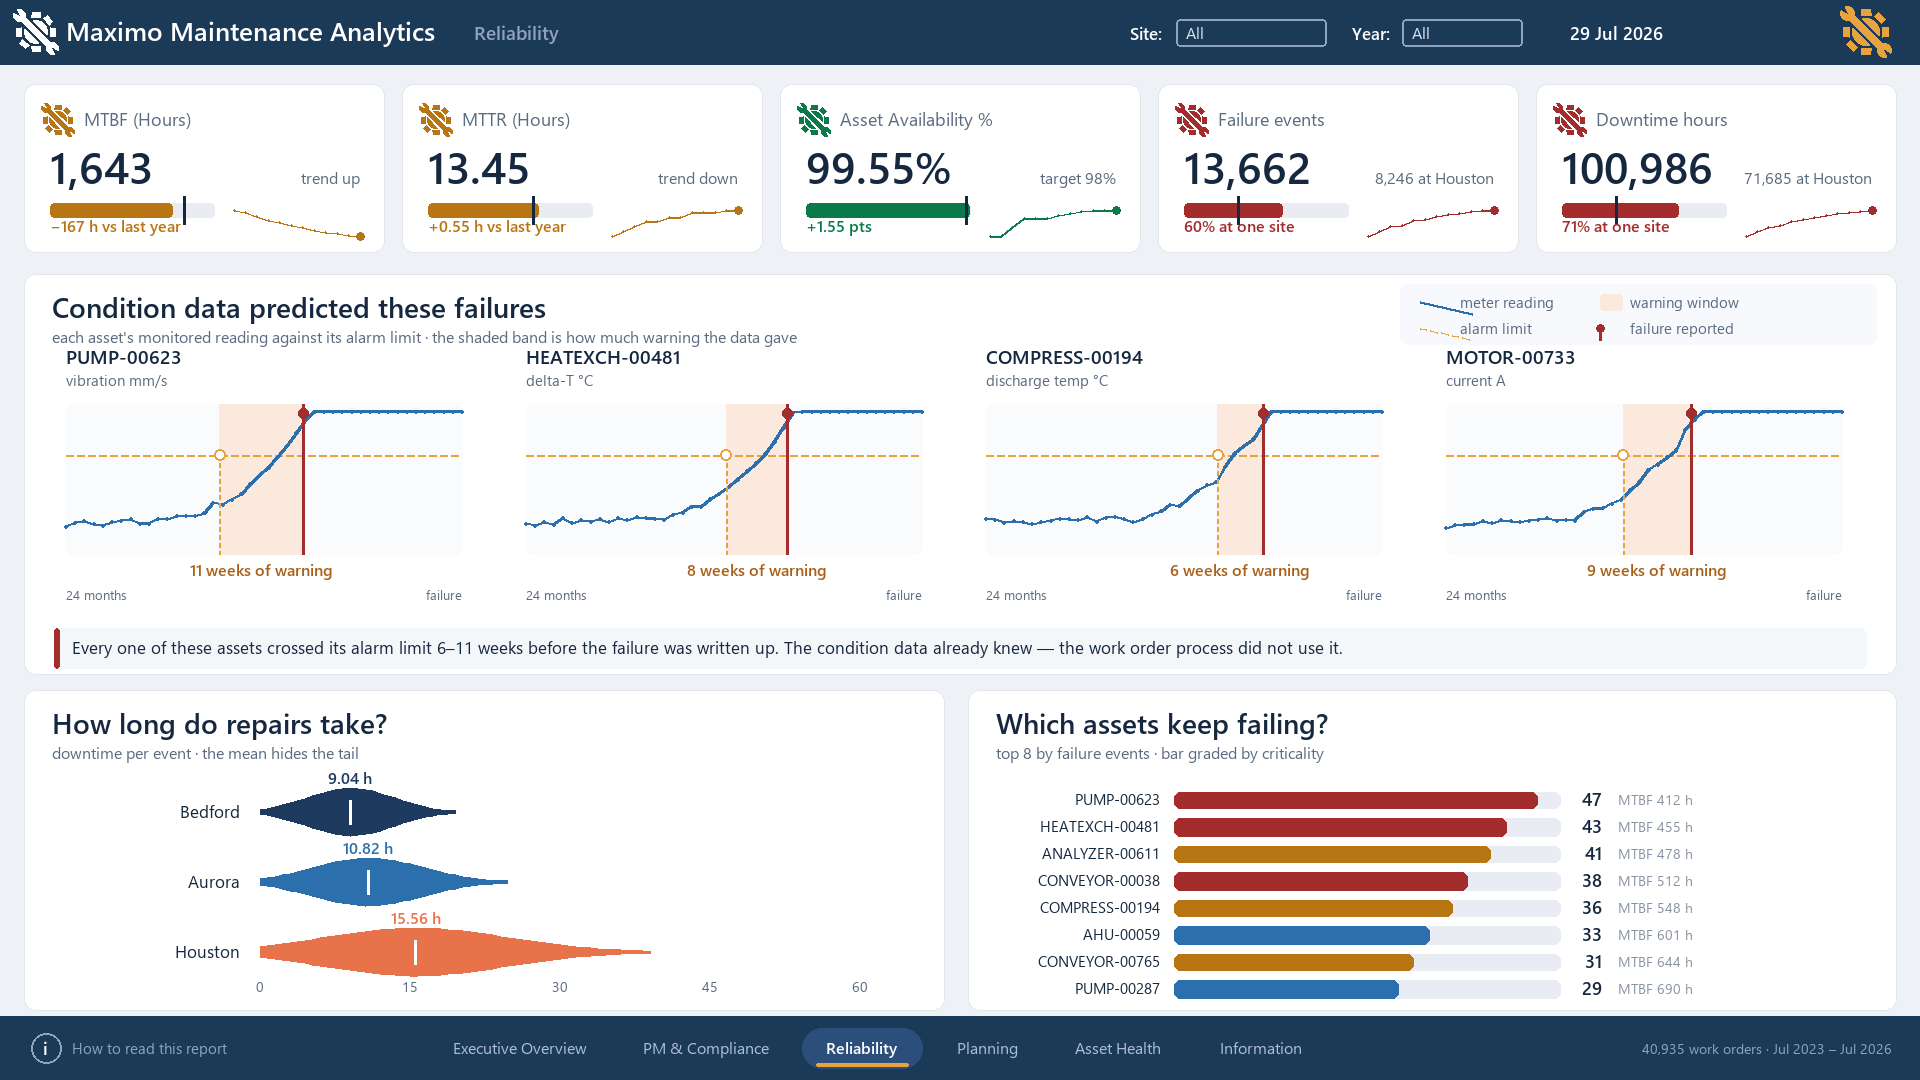 Maximo Maintenance Analytics
Reliability
Site:
All
Year:
All
29 Jul 2026
MTBF (Hours)
1,643
trend up
−167 h vs last year
MTTR (Hours)
13.45
trend down
+0.55 h vs last year
Asset Availability %
99.55%
target 98%
+1.55 pts
Failure events
13,662
8,246 at Houston
60% at one site
Downtime hours
100,986
71,685 at Houston
71% at one site
Condition data predicted these failures
each asset's monitored reading against its alarm limit · the shaded band is how much warning the data gave
meter reading
warning window
alarm limit
failure reported
PUMP-00623
vibration mm/s
11 weeks of warning
24 months
failure
HEATEXCH-00481
delta-T °C
8 weeks of warning
24 months
failure
COMPRESS-00194
discharge temp °C
6 weeks of warning
24 months
failure
MOTOR-00733
current A
9 weeks of warning
24 months
failure
Every one of these assets crossed its alarm limit 6–11 weeks before the failure was written up. The condition data already knew — the work order process did not use it.
How long do repairs take?
downtime per event · the mean hides the tail
9.04 h
Bedford
10.82 h
Aurora
15.56 h
Houston
0
15
30
45
60
Which assets keep failing?
top 8 by failure events · bar graded by criticality
PUMP-00623 47 MTBF 412 h
HEATEXCH-00481 43 MTBF 455 h
ANALYZER-00611 41 MTBF 478 h
CONVEYOR-00038 38 MTBF 512 h
COMPRESS-00194 36 MTBF 548 h
AHU-00059 33 MTBF 601 h
CONVEYOR-00765 31 MTBF 644 h
PUMP-00287 29 MTBF 690 h
i
How to read this report
Executive Overview
PM & Compliance
Reliability
Planning
Asset Health
Information
40,935 work orders · Jul 2023 – Jul 2026